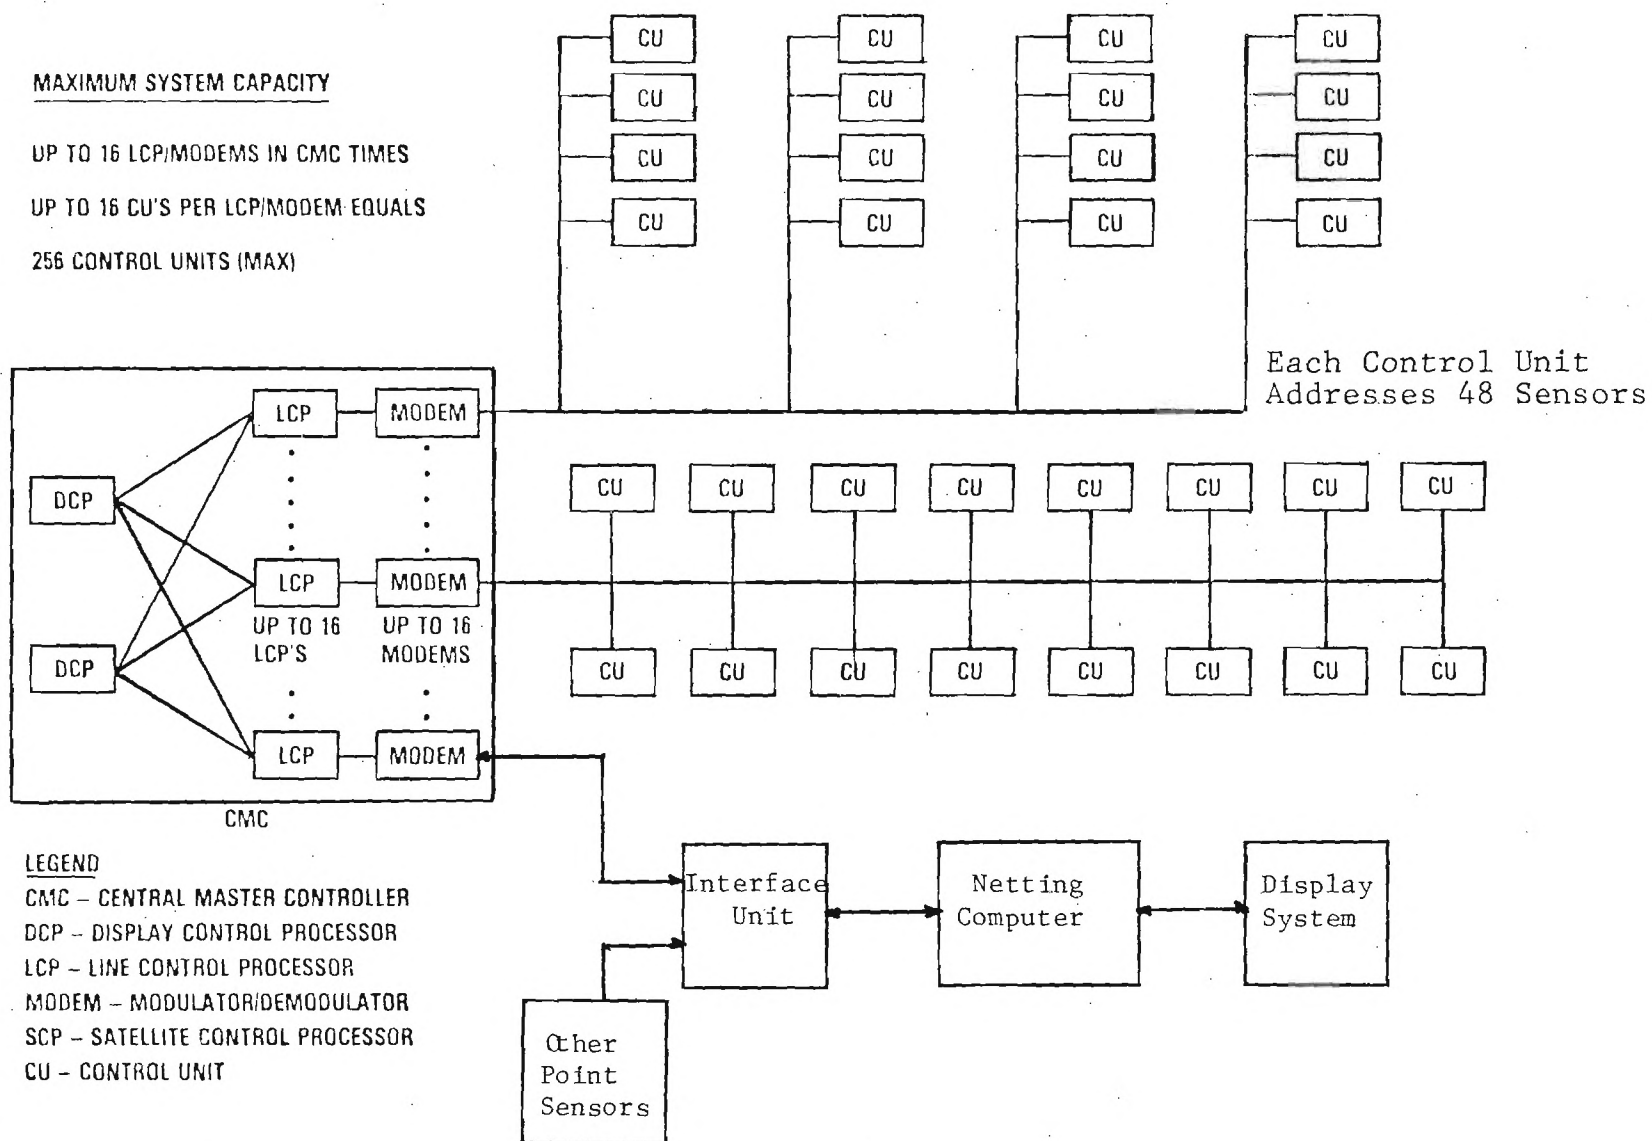 MAXIMUM SYSTEM CAPACITY
UP TO 16 LCP/MODEMS IN CMC TIMES
UP TO 16 CU'S PER LCP/MODEM EQUALS
256 CONTROL UNITS (MAX)
CU CU CU CU
CU CU CU CU
CU CU CU CU
CU CU CU CU
Each Control Unit
Addresses 48 Sensors
LCP MODEM
DCP
CU CU CU CU CU CU CU CU
LCP MODEM
UP TO 16 LCP'S
UP TO 16 MODEMS
DCP
CU CU CU CU CU CU CU CU
LCP MODEM
CMC
Interface
Unit
Netting
Computer
Display
System
Other
Point
Sensors
LEGEND
CMC – CENTRAL MASTER CONTROLLER
DCP – DISPLAY CONTROL PROCESSOR
LCP – LINE CONTROL PROCESSOR
MODEM – MODULATOR/DEMODULATOR
SCP – SATELLITE CONTROL PROCESSOR
CU – CONTROL UNIT